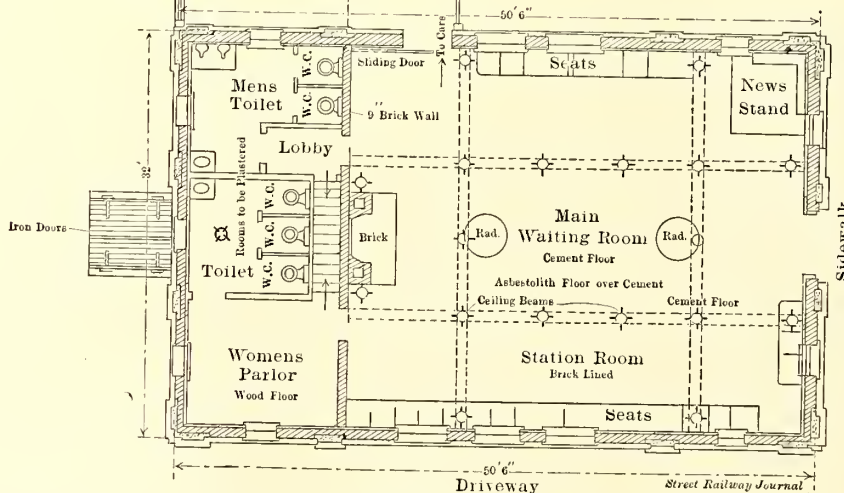 50'6"
To Cars
Seats
Sliding Door
W.C.
W.C.
Mens
Toilet
9" Brick Wall
News
Stand
Lobby
32'
Rooms to be Plastered
W.C.
W.C.
W.C.
Toilet
Iron Doors
Brick
Rad.
Main
Waiting Room
Cement Floor
Rad.
Sidewalk
Asbestolith Floor over Cement
Ceiling Beams
Cement Floor
Womens
Parlor
Wood Floor
Station Room
Brick Lined
Seats
50'6"
Driveway
Street Railway Journal